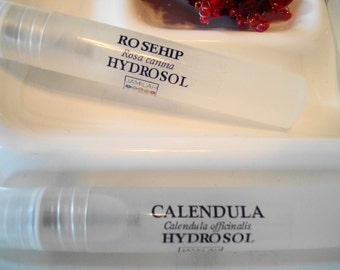 ROSEHIP
Rosa canina
HYDROSOL
CALENDULA
Calendula officinalis
HYDROSOL